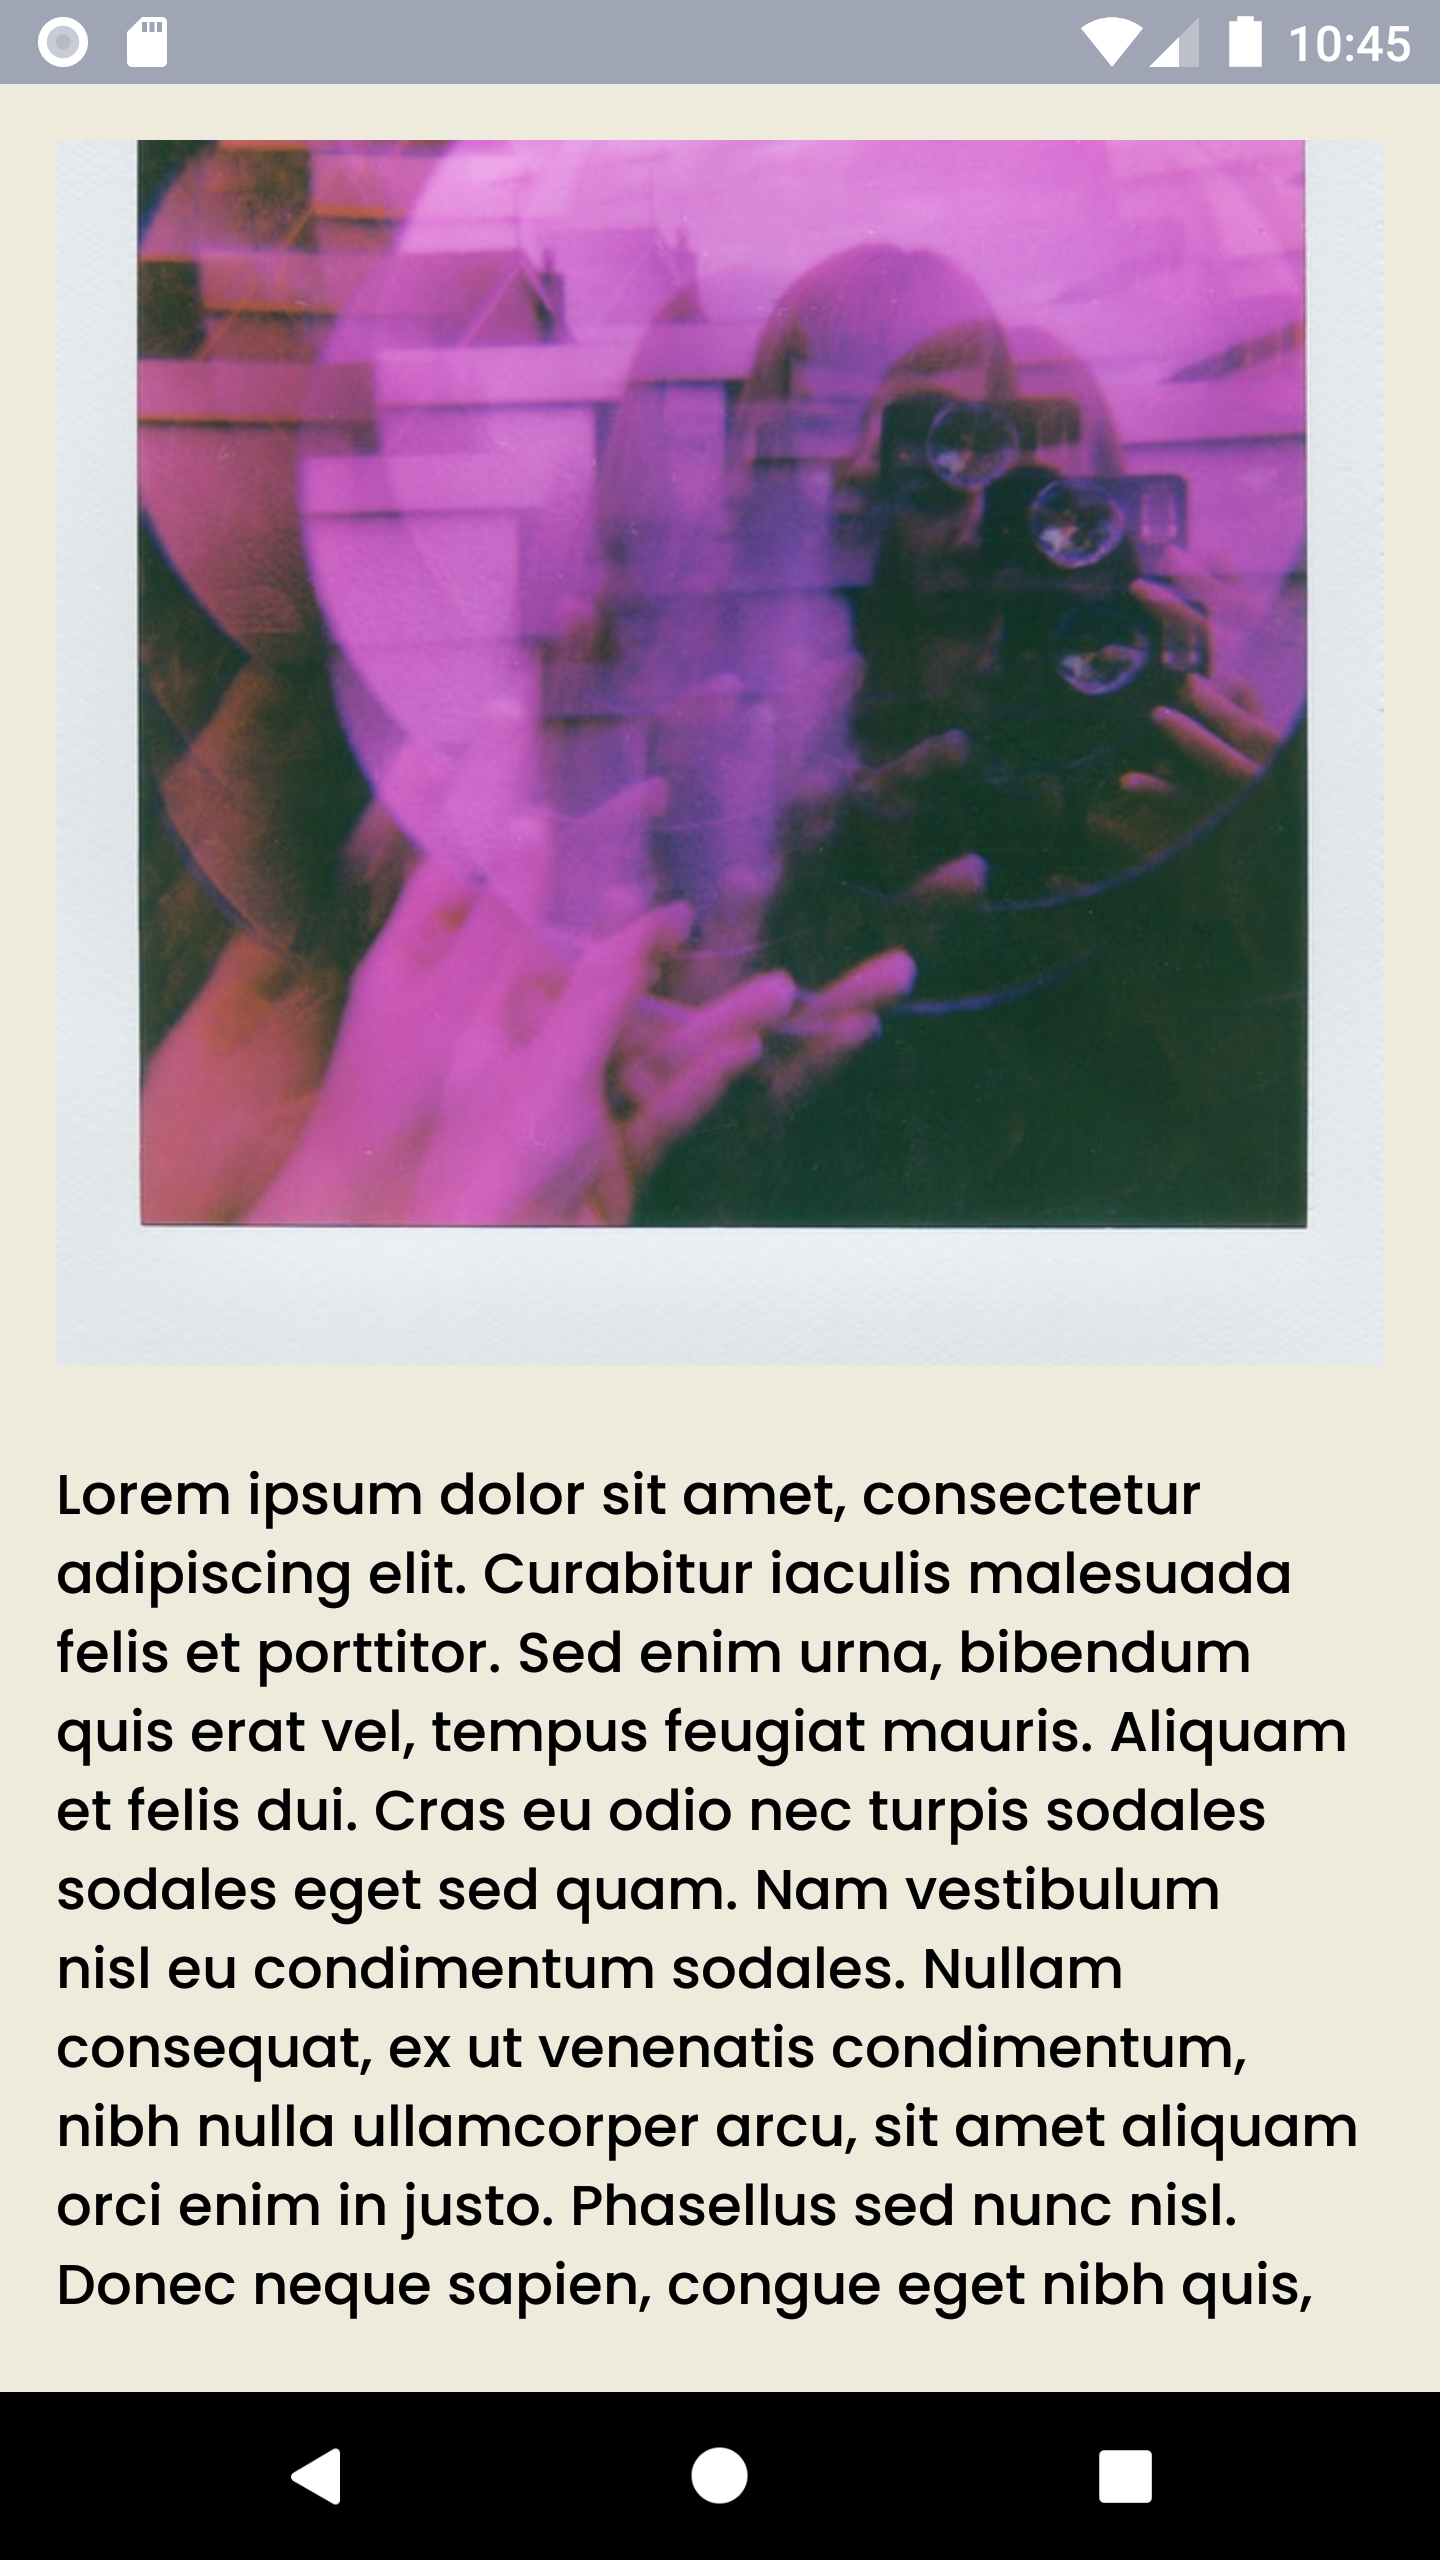 10:45
Lorem ipsum dolor sit amet, consectetur
adipiscing elit. Curabitur iaculis malesuada
felis et porttitor. Sed enim urna, bibendum
quis erat vel, tempus feugiat mauris. Aliquam
et felis dui. Cras eu odio nec turpis sodales
sodales eget sed quam. Nam vestibulum
nisl eu condimentum sodales. Nullam
consequat, ex ut venenatis condimentum,
nibh nulla ullamcorper arcu, sit amet aliquam
orci enim in justo. Phasellus sed nunc nisl.
Donec neque sapien, congue eget nibh quis,